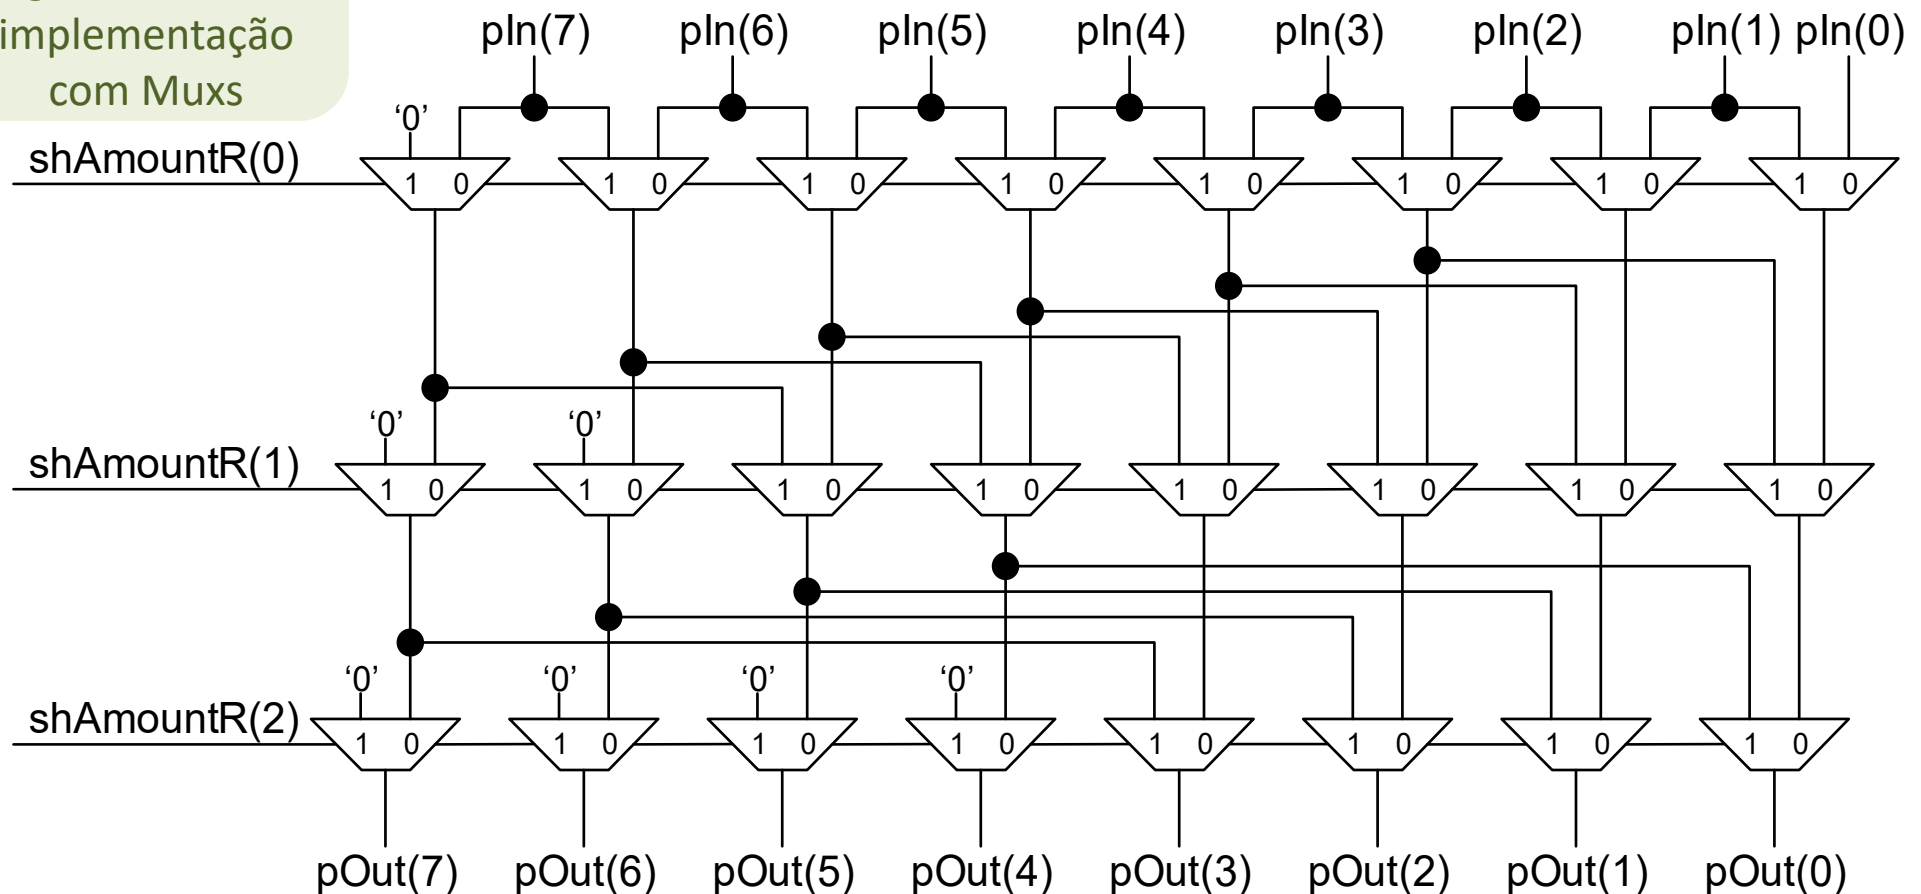 implementação
com Muxs
pIn(7) pIn(6) pIn(5) pIn(4) pIn(3) pIn(2) pIn(1) pIn(0)
‘0’
shAmountR(0)
1 0 1 0 1 0 1 0 1 0 1 0 1 0 1 0
‘0’ ‘0’
shAmountR(1)
1 0 1 0 1 0 1 0 1 0 1 0 1 0 1 0
‘0’ ‘0’ ‘0’ ‘0’
shAmountR(2)
1 0 1 0 1 0 1 0 1 0 1 0 1 0 1 0
pOut(7) pOut(6) pOut(5) pOut(4) pOut(3) pOut(2) pOut(1) pOut(0)